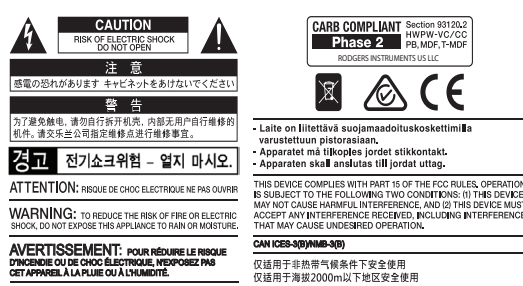 CAUTION
RISK OF ELECTRIC SHOCK
DO NOT OPEN
注 意
感電の恐れがあります キャビネットをあけないでください
警 告
为了避免触电, 请勿自行拆开机壳, 内部无用户自行维修的
机件。请交乐兰公司指定维修点进行维修事宜。
경고 전기쇼크위험 – 열지 마시오.
ATTENTION: RISQUE DE CHOC ELECTRIQUE NE PAS OUVRIR
WARNING: TO REDUCE THE RISK OF FIRE OR ELECTRIC
SHOCK, DO NOT EXPOSE THIS APPLIANCE TO RAIN OR MOISTURE.
AVERTISSEMENT: POUR RÉDUIRE LE RISQUE
D'INCENDIE OU DE CHOC ÉLECTRIQUE, N'EXPOSEZ PAS
CET APPAREIL À LA PLUIE OU À L'HUMIDITÉ.
CARB COMPLIANT
Phase 2
Section 93120.2
HWPW-VC/CC
PB, MDF, T-MDF
RODGERS INSTRUMENTS US LLC
CE
- Laite on liitettävä suojamaadoituskoskettimilla
varustettuun pistorasiaan.
- Apparatet må tilkoples jordet stikkontakt.
- Apparaten skall anslutas till jordat uttag.
THIS DEVICE COMPLIES WITH PART 15 OF THE FCC RULES. OPERATION
IS SUBJECT TO THE FOLLOWING TWO CONDITIONS: (1) THIS DEVICE
MAY NOT CAUSE HARMFUL INTERFERENCE, AND (2) THIS DEVICE MUST
ACCEPT ANY INTERFERENCE RECEIVED, INCLUDING INTERFERENCE
THAT MAY CAUSE UNDESIRED OPERATION.
CAN ICES-3(B)/NMB-3(B)
仅适用于非热带气候条件下安全使用
仅适用于海拔2000m以下地区安全使用